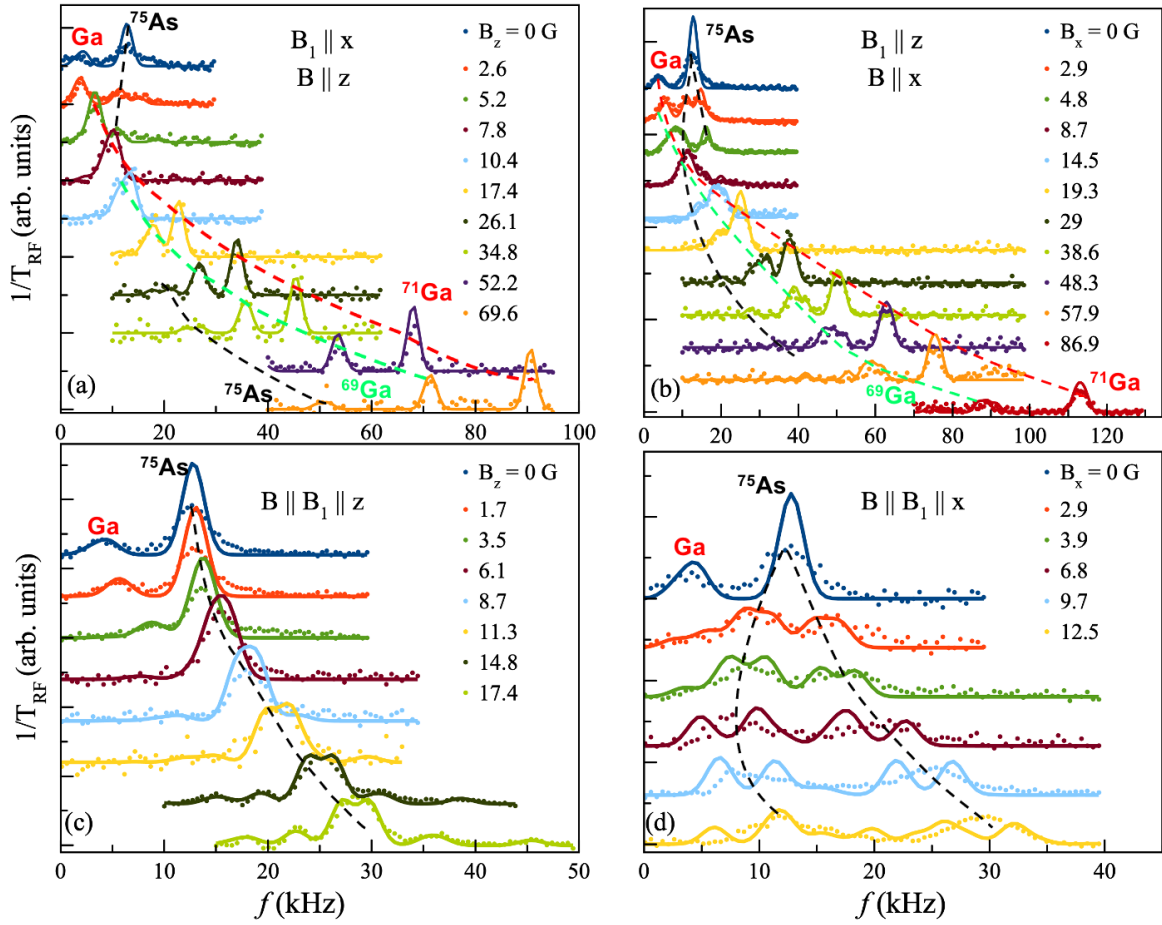 ⁷⁵As
Ga
B₁ ∥ x
B ∥ z
B_z = 0 G
2.6
5.2
7.8
10.4
17.4
26.1
34.8
52.2
69.6
⁷¹Ga
⁶⁹Ga
⁷⁵As
(a)
0 20 40 60 80 100
1/T_RF (arb. units)
⁷⁵As
Ga
B₁ ∥ z
B ∥ x
B_x = 0 G
2.9
4.8
8.7
14.5
19.3
29
38.6
48.3
57.9
86.9
⁷¹Ga
⁶⁹Ga
(b)
0 20 40 60 80 100 120
⁷⁵As
Ga
B ∥ B₁ ∥ z
B_z = 0 G
1.7
3.5
6.1
8.7
11.3
14.8
17.4
(c)
0 10 20 30 40 50
1/T_RF (arb. units)
f (kHz)
⁷⁵As
Ga
B ∥ B₁ ∥ x
B_x = 0 G
2.9
3.9
6.8
9.7
12.5
(d)
0 10 20 30 40
f (kHz)